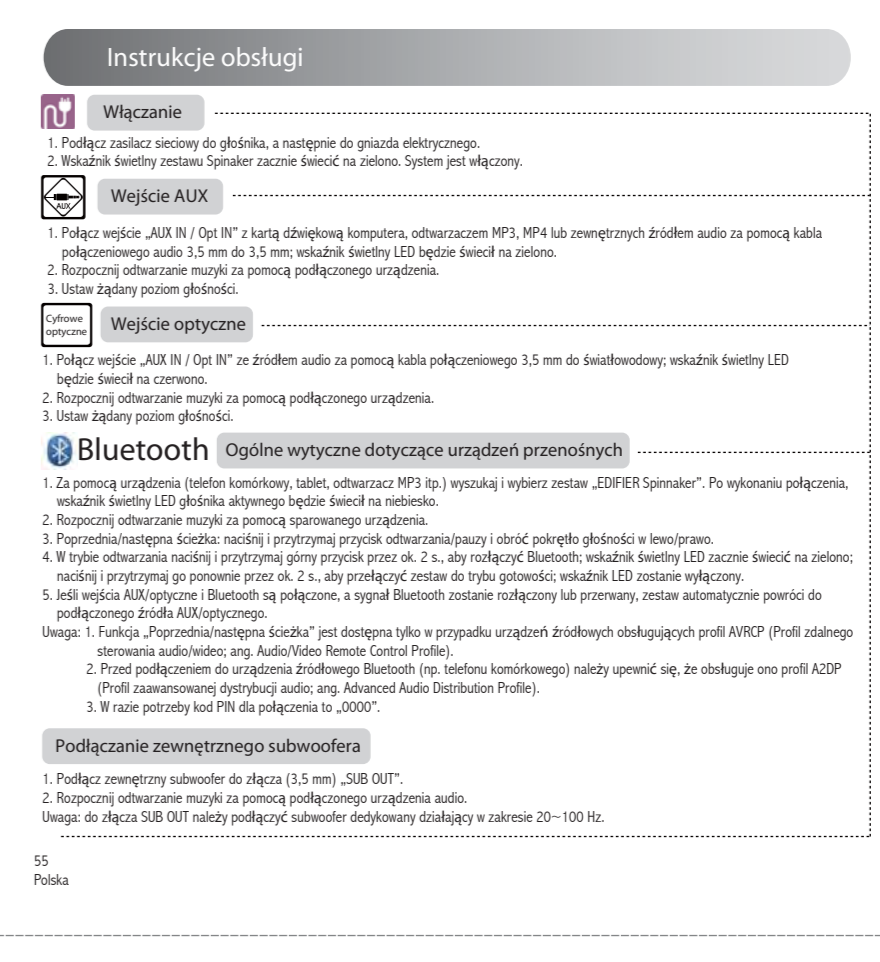 Instrukcje obsługi
Włączanie
1. Podłącz zasilacz sieciowy do głośnika, a następnie do gniazda elektrycznego.
2. Wskaźnik świetlny zestawu Spinaker zacznie świecić na zielono. System jest włączony.
AUX
Wejście AUX
1. Połącz wejście „AUX IN / Opt IN” z kartą dźwiękową komputera, odtwarzaczem MP3, MP4 lub zewnętrznych źródłem audio za pomocą kabla
połączeniowego audio 3,5 mm do 3,5 mm; wskaźnik świetlny LED będzie świecił na zielono.
2. Rozpocznij odtwarzanie muzyki za pomocą podłączonego urządzenia.
3. Ustaw żądany poziom głośności.
Cyfrowe
optyczne
Wejście optyczne
1. Połącz wejście „AUX IN / Opt IN” ze źródłem audio za pomocą kabla połączeniowego 3,5 mm do światłowodowy; wskaźnik świetlny LED
będzie świecił na czerwono.
2. Rozpocznij odtwarzanie muzyki za pomocą podłączonego urządzenia.
3. Ustaw żądany poziom głośności.
Bluetooth Ogólne wytyczne dotyczące urządzeń przenośnych
1. Za pomocą urządzenia (telefon komórkowy, tablet, odtwarzacz MP3 itp.) wyszukaj i wybierz zestaw „EDIFIER Spinnaker”. Po wykonaniu połączenia,
wskaźnik świetlny LED głośnika aktywnego będzie świecił na niebiesko.
2. Rozpocznij odtwarzanie muzyki za pomocą sparowanego urządzenia.
3. Poprzednia/następna ścieżka: naciśnij i przytrzymaj przycisk odtwarzania/pauzy i obróć pokrętło głośności w lewo/prawo.
4. W trybie odtwarzania naciśnij i przytrzymaj górny przycisk przez ok. 2 s., aby rozłączyć Bluetooth; wskaźnik świetlny LED zacznie świecić na zielono;
naciśnij i przytrzymaj go ponownie przez ok. 2 s., aby przełączyć zestaw do trybu gotowości; wskaźnik LED zostanie wyłączony.
5. Jeśli wejścia AUX/optyczne i Bluetooth są połączone, a sygnał Bluetooth zostanie rozłączony lub przerwany, zestaw automatycznie powróci do
podłączonego źródła AUX/optycznego.
Uwaga: 1. Funkcja „Poprzednia/następna ścieżka” jest dostępna tylko w przypadku urządzeń źródłowych obsługujących profil AVRCP (Profil zdalnego
sterowania audio/wideo; ang. Audio/Video Remote Control Profile).
2. Przed podłączeniem do urządzenia źródłowego Bluetooth (np. telefonu komórkowego) należy upewnić się, że obsługuje ono profil A2DP
(Profil zaawansowanej dystrybucji audio; ang. Advanced Audio Distribution Profile).
3. W razie potrzeby kod PIN dla połączenia to „0000”.
Podłączanie zewnętrznego subwoofera
1. Podłącz zewnętrzny subwoofer do złącza (3,5 mm) „SUB OUT”.
2. Rozpocznij odtwarzanie muzyki za pomocą podłączonego urządzenia audio.
Uwaga: do złącza SUB OUT należy podłączyć subwoofer dedykowany działający w zakresie 20~100 Hz.
55
Polska